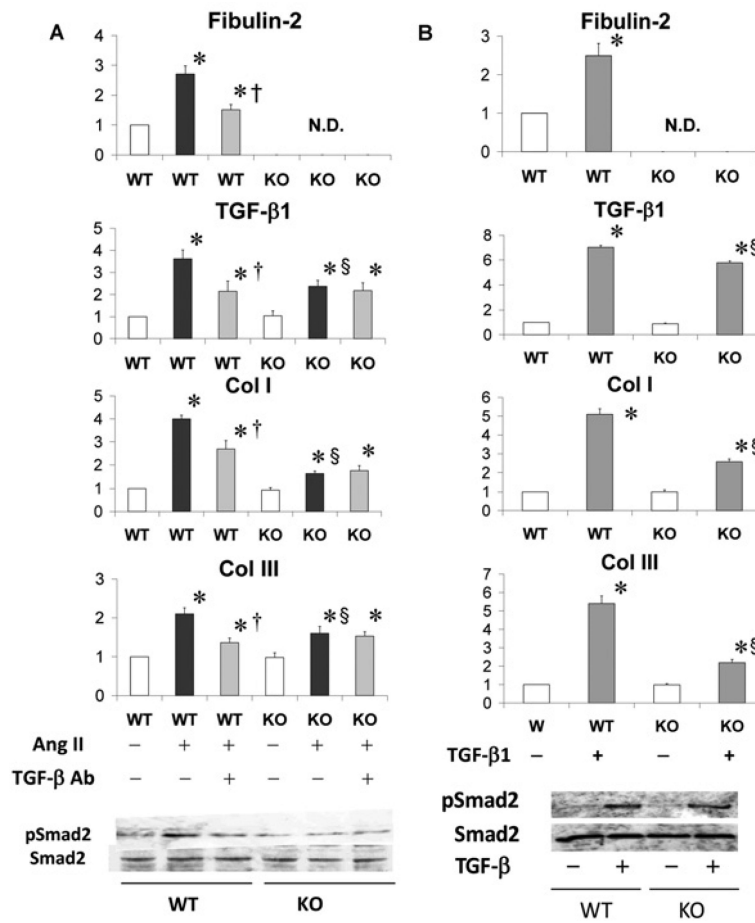 A
Fibulin-2
4
3
2
1
0
* *† N.D.
WT WT WT KO KO KO
TGF-β1
5
4
3
2
1
0
* *† *§ *
WT WT WT KO KO KO
Col I
5
4
3
2
1
0
* *† *§ *
WT WT WT KO KO KO
Col III
3
2
1
0
* *† *§ *
WT WT WT KO KO KO
Ang II – + + – + +
TGF-β Ab + +
pSmad2
Smad2
WT KO
B
Fibulin-2
3
2
1
0
* N.D.
WT WT KO KO
TGF-β1
8
7
6
4
2
0
* *§
WT WT KO KO
Col I
6
5
4
3
2
1
0
* *§
WT WT KO KO
Col III
7
6
5
4
3
2
1
0
* *§
W WT KO KO
TGF-β1 – + – +
pSmad2
Smad2
TGF-β – + – +
WT KO